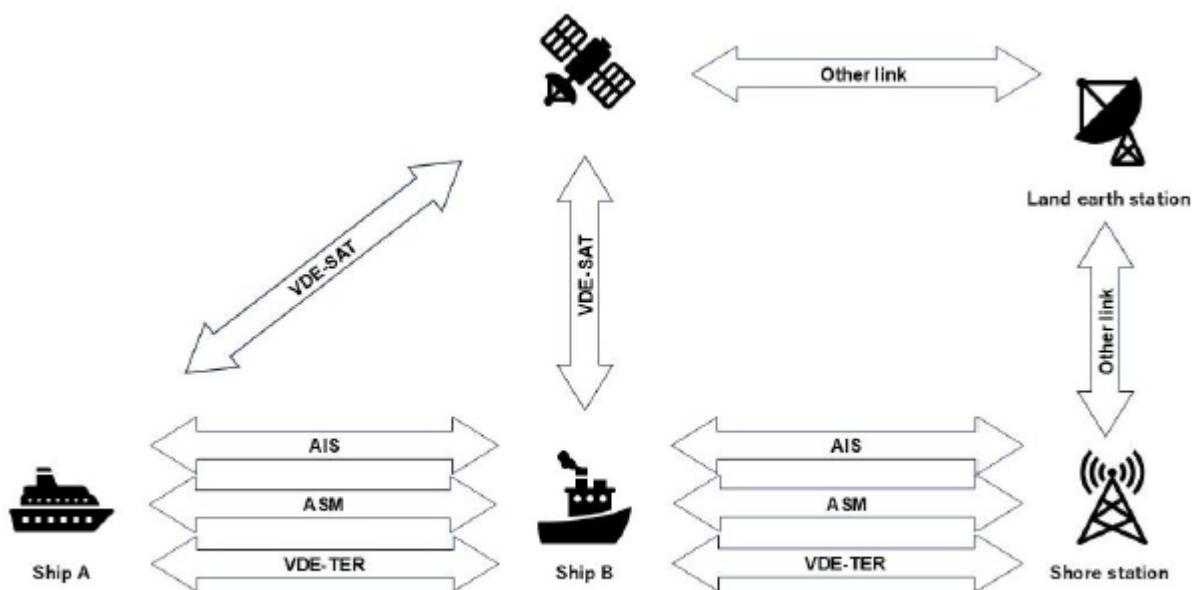 Other link
Land earth station
VDE-SAT
VDE-SAT
Other link
AIS
AIS
ASM
ASM
VDE-TER
VDE-TER
Ship A
Ship B
Shore station